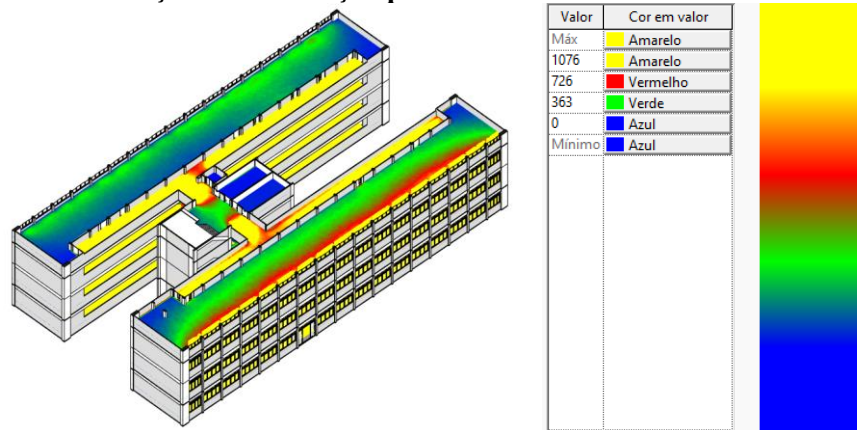 Valor Cor em valor
Máx Amarelo
1076 Amarelo
726 Vermelho
363 Verde
0 Azul
Mínimo Azul